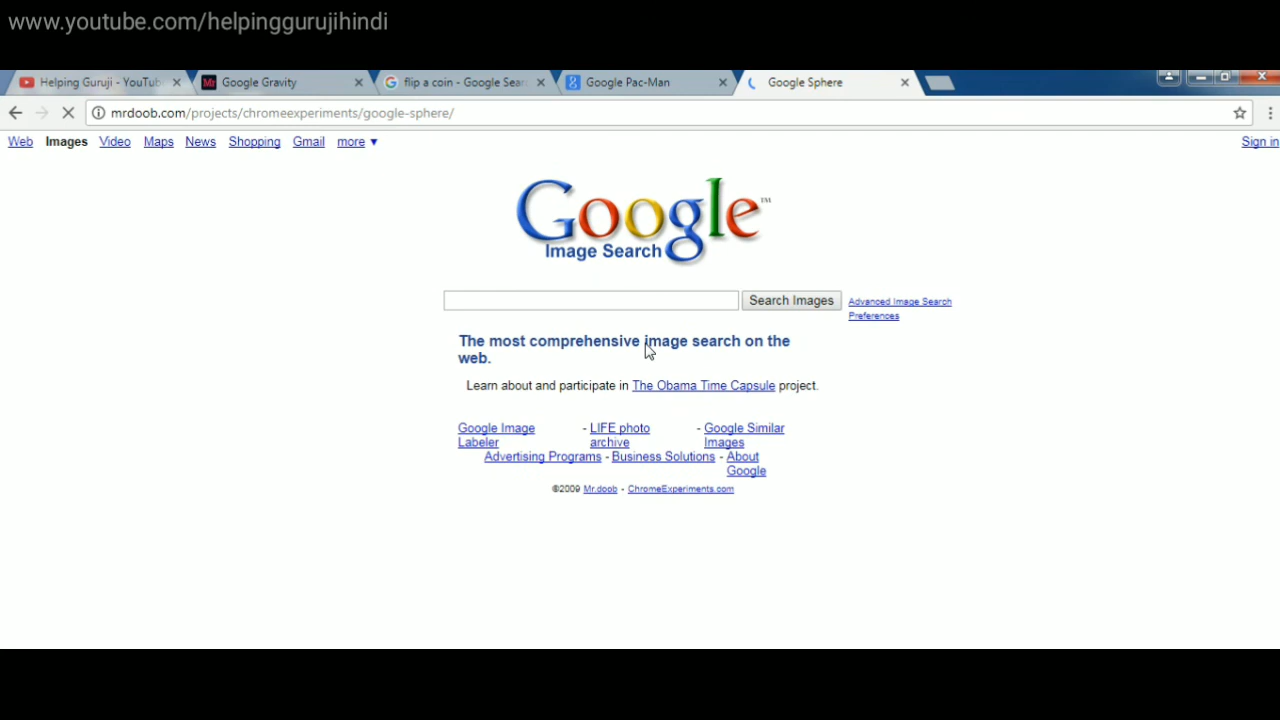 www.youtube.com/helpinggurujihindi
Helping Guruji - YouTub Google Gravity flip a coin - Google Sear Google Pac-Man Google Sphere
mrdoob.com/projects/chromeexperiments/google-sphere/
Web Images Video Maps News Shopping Gmail more ▼ Sign in
Google™
Image Search
Search Images Advanced Image Search
Preferences
The most comprehensive image search on the
web.
Learn about and participate in The Obama Time Capsule project.
Google Image - LIFE photo - Google Similar
Labeler archive Images
Advertising Programs - Business Solutions - About
Google
©2009 Mr.doob - ChromeExperiments.com